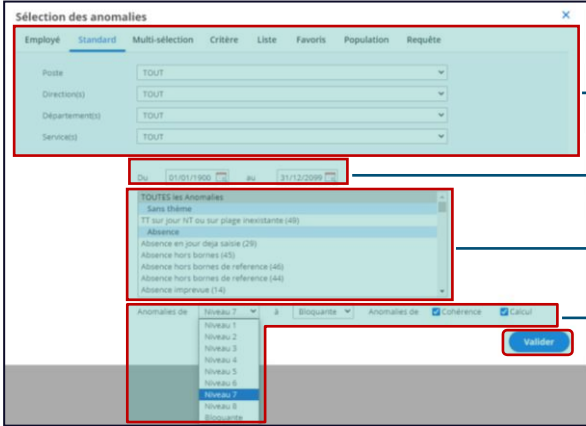 Sélection des anomalies
Employé Standard Multi-sélection Critère Liste Favoris Population Requête
Poste TOUT
Direction(s) TOUT
Département(s) TOUT
Service(s) TOUT
Du 01/01/1900 au 31/12/2099
TOUTES les Anomalies
Sans thème
TT sur jour NT ou sur plage inexistante (49)
Absence
Absence en jour deja saisie (29)
Absence hors bornes (45)
Absence hors bornes de reference (46)
Absence hors bornes de reference (44)
Absence imprevue (14)
Anomalies de Niveau 7 à Bloquante Anomalies de Cohérence Calcul
Niveau 1
Niveau 2
Niveau 3
Niveau 4
Niveau 5
Niveau 6
Niveau 7
Niveau 8
Bloquante
Valider